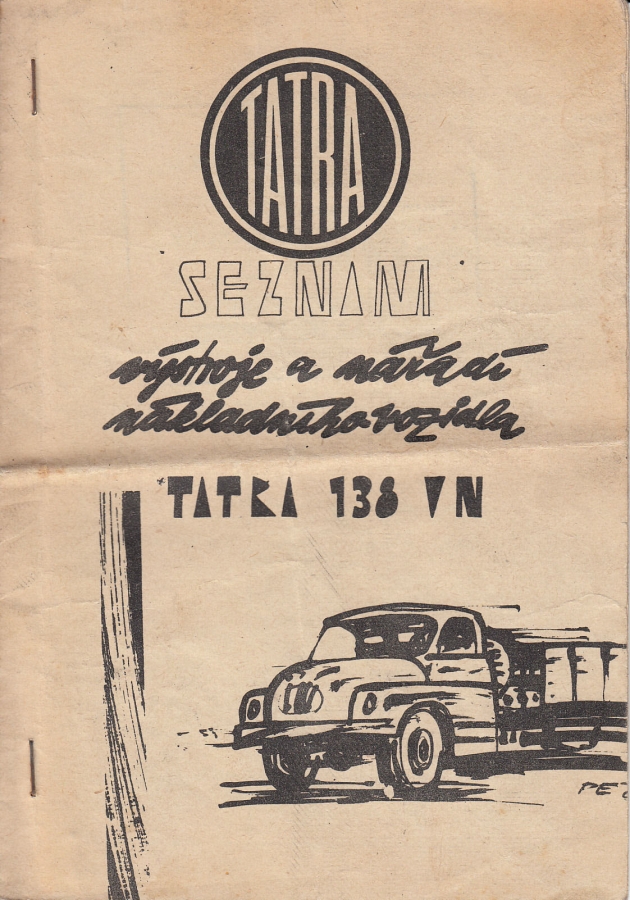 TATRA
SEZNAM
výstroje a nářadí
nákladního vozidla
TATRA 138 VN